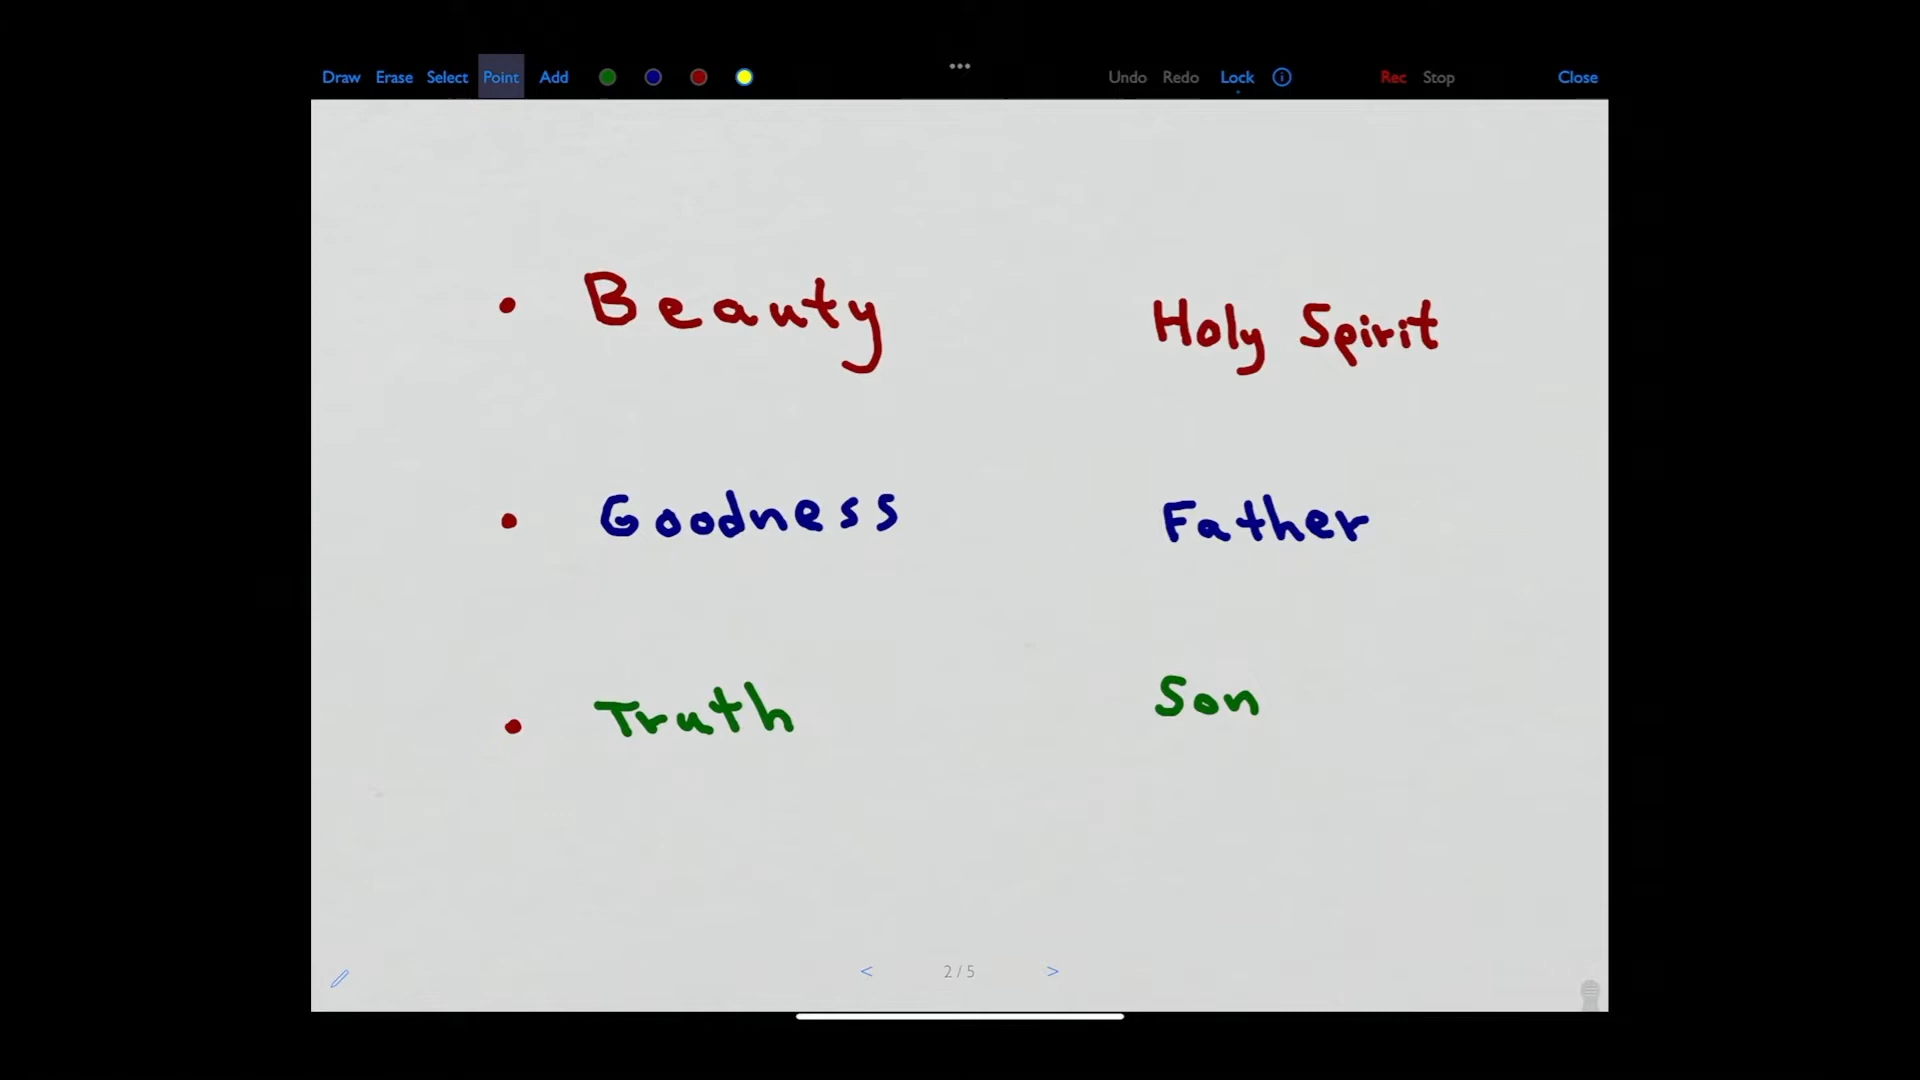 Draw Erase Select Point Add Undo Redo Lock Rec Stop Close
• Beauty Holy Spirit
• Goodness Father
• Truth Son
< 2 / 5 >